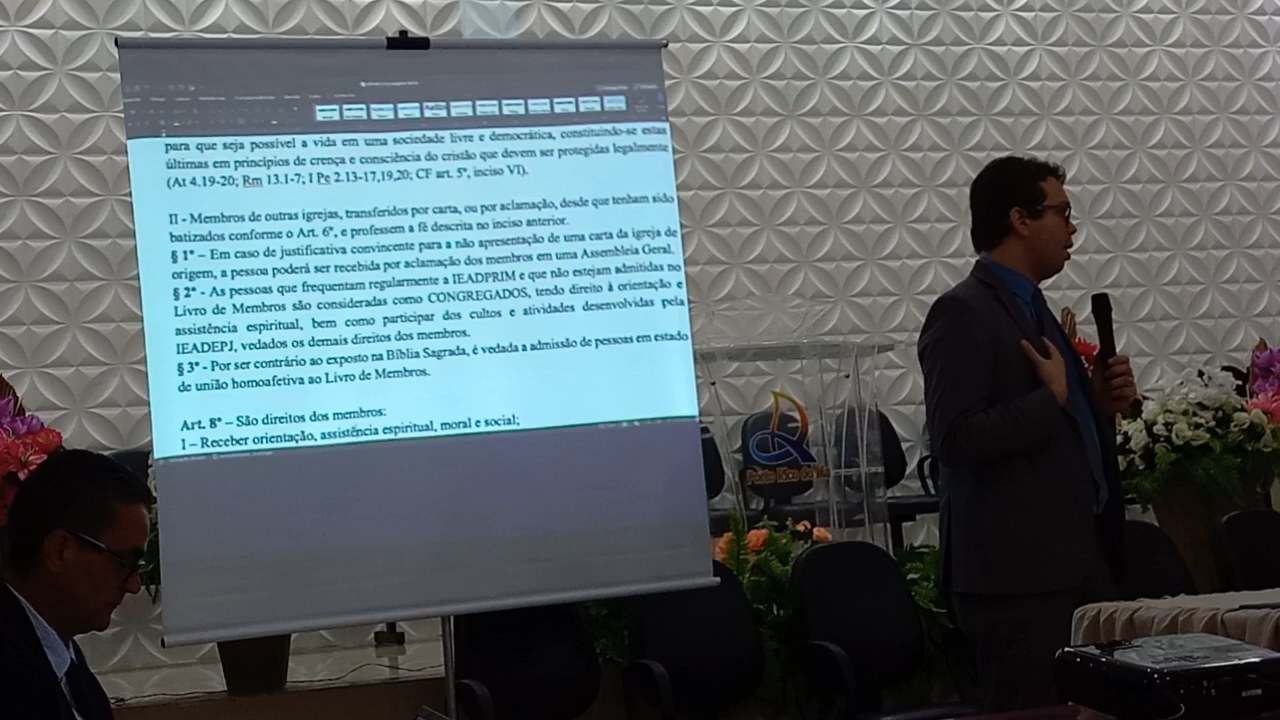 para que seja possível a vida em uma sociedade livre e democrática, constituindo-se estas
últimas em princípios de crença e consciência do cristão que devem ser protegidas legalmente
(At 4.19-20; Rm 13.1-7; I Pe 2.13-17,19,20; CF art. 5º, inciso VI).
II - Membros de outras igrejas, transferidos por carta, ou por aclamação, desde que tenham sido
batizados conforme o Art. 6º, e professem a fé descrita no inciso anterior.
§ 1º – Em caso de justificativa convincente para a não apresentação de uma carta da igreja de
origem, a pessoa poderá ser recebida por aclamação dos membros em uma Assembleia Geral.
§ 2º - As pessoas que frequentam regularmente a IEADPRIM e que não estejam admitidas no
Livro de Membros são consideradas como CONGREGADOS, tendo direito à orientação e
assistência espiritual, bem como participar dos cultos e atividades desenvolvidas pela
IEADEPJ, vedados os demais direitos dos membros.
§ 3º - Por ser contrário ao exposto na Bíblia Sagrada, é vedada a admissão de pessoas em estado
de união homoafetiva ao Livro de Membros.
Art. 8º – São direitos dos membros:
I – Receber orientação, assistência espiritual, moral e social;
Porto Rico do